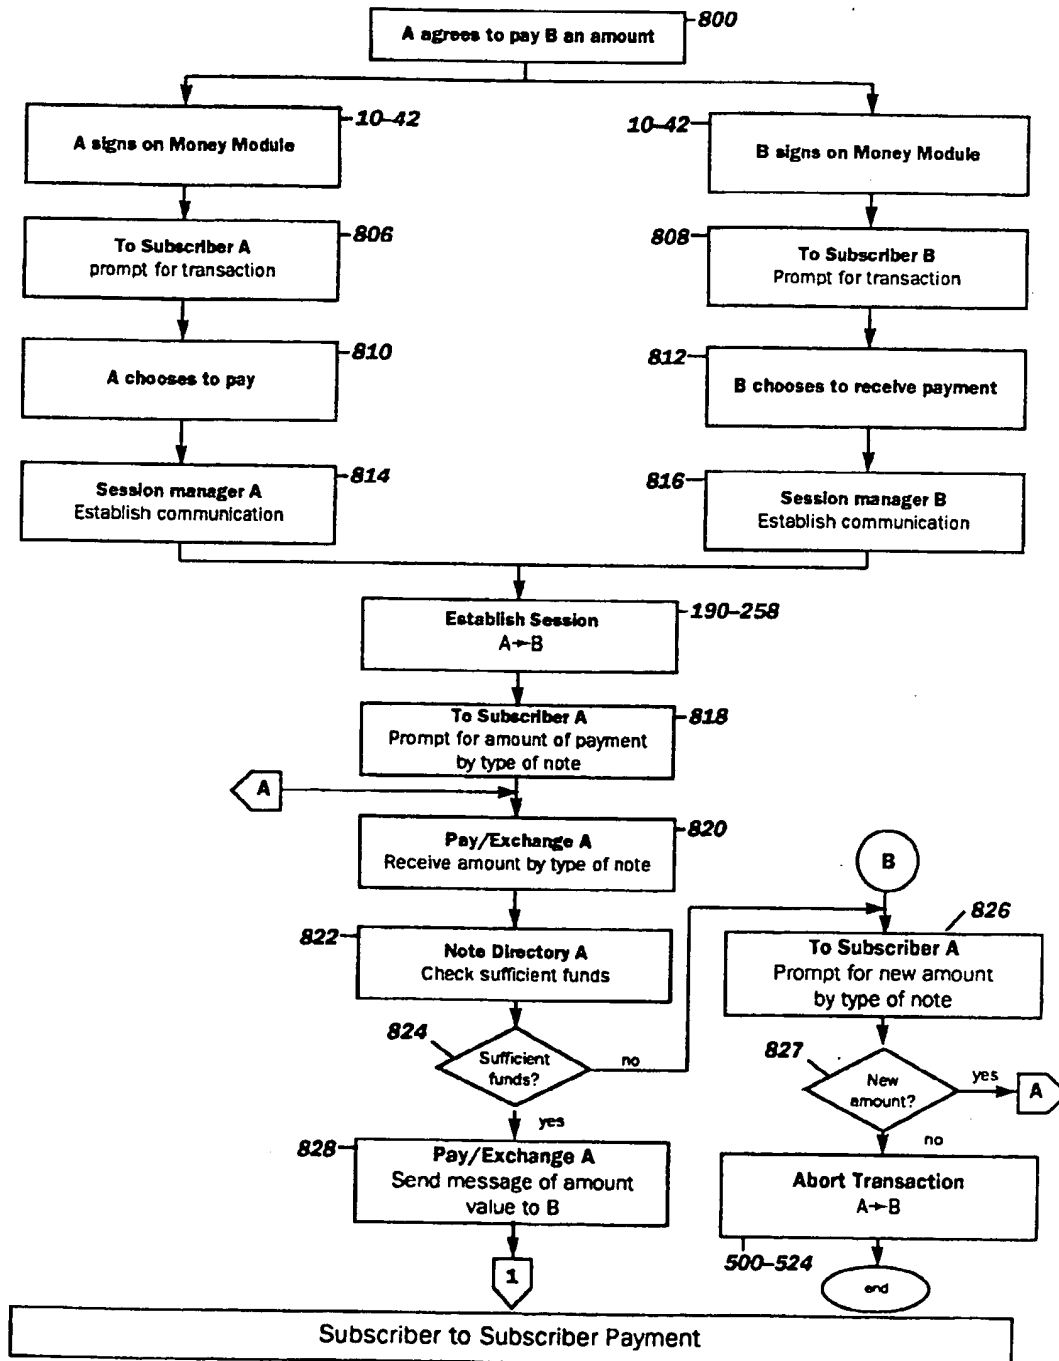 A agrees to pay B an amount
800
A signs on Money Module
10-42
10-42
B signs on Money Module
To Subscriber A
prompt for transaction
806
808
To Subscriber B
Prompt for transaction
A chooses to pay
810
812
B chooses to receive payment
Session manager A
Establish communication
814
816
Session manager B
Establish communication
Establish Session
A→B
190-258
To Subscriber A
Prompt for amount of payment
by type of note
818
A
Pay/Exchange A
Receive amount by type of note
820
B
822
Note Directory A
Check sufficient funds
826
To Subscriber A
Prompt for new amount
by type of note
824
Sufficient
funds?
no
yes
827
New
amount?
yes
A
no
828
Pay/Exchange A
Send message of amount
value to B
Abort Transaction
A→B
500-524
1
end
Subscriber to Subscriber Payment